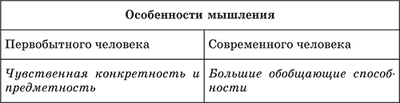 Особенности мышления
Первобытного человека
Современного человека
Чувственная конкретность и
предметность
Большие обобщающие способ-
ности